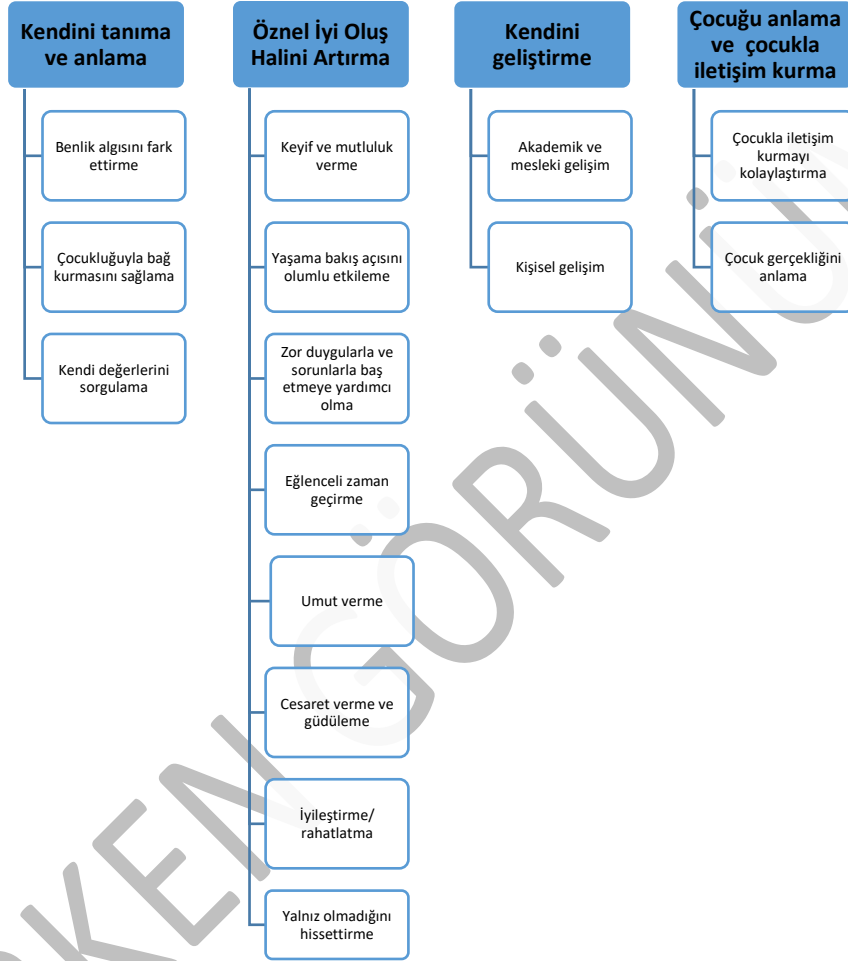 Kendini tanıma
ve anlama
Benlik algısını fark
ettirme
Çocukluğuyla bağ
kurmasını sağlama
Kendi değerlerini
sorgulama
Öznel İyi Oluş
Halini Artırma
Keyif ve mutluluk
verme
Yaşama bakış açısını
olumlu etkileme
Zor duygularla ve
sorunlarla baş
etmeye yardımcı
olma
Eğlenceli zaman
geçirme
Umut verme
Cesaret verme ve
güdüleme
İyileştirme/
rahatlatma
Yalnız olmadığını
hissettirme
Kendini
geliştirme
Akademik ve
mesleki gelişim
Kişisel gelişim
Çocuğu anlama
ve çocukla
iletişim kurma
Çocukla iletişim
kurmayı
kolaylaştırma
Çocuk gerçekliğini
anlama